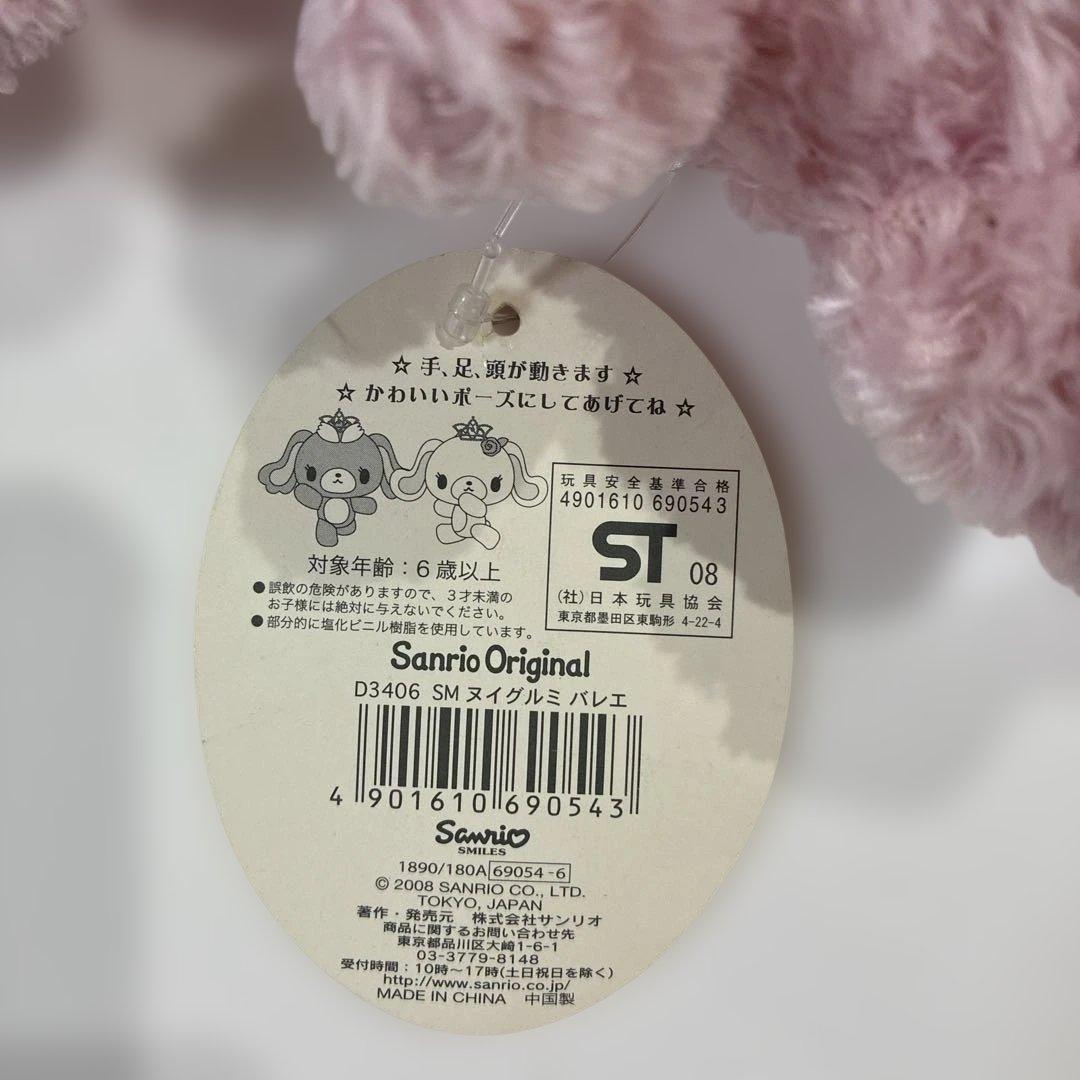 ☆ 手、足、頭が動きます ☆
☆ かわいいポーズにしてあげてね ☆
玩具安全基準合格
4901610 690543
ST 08
(社)日本玩具協会
東京都墨田区東駒形 4-22-4
対象年齢：6歳以上
●誤飲の危険がありますので、3才未満の
お子様には絶対に与えないでください。
●部分的に塩化ビニル樹脂を使用しています。
Sanrio Original
D3406 SM ヌイグルミ バレエ
4 901610 690543
Sanrio
SMILES
1890/180A 69054-6
© 2008 SANRIO CO., LTD.
TOKYO, JAPAN
著作・発売元 株式会社サンリオ
商品に関するお問い合わせ先
東京都品川区大崎1-6-1
03-3779-8148
受付時間：10時〜17時(土日祝日を除く)
http://www.sanrio.co.jp/
MADE IN CHINA 中国製